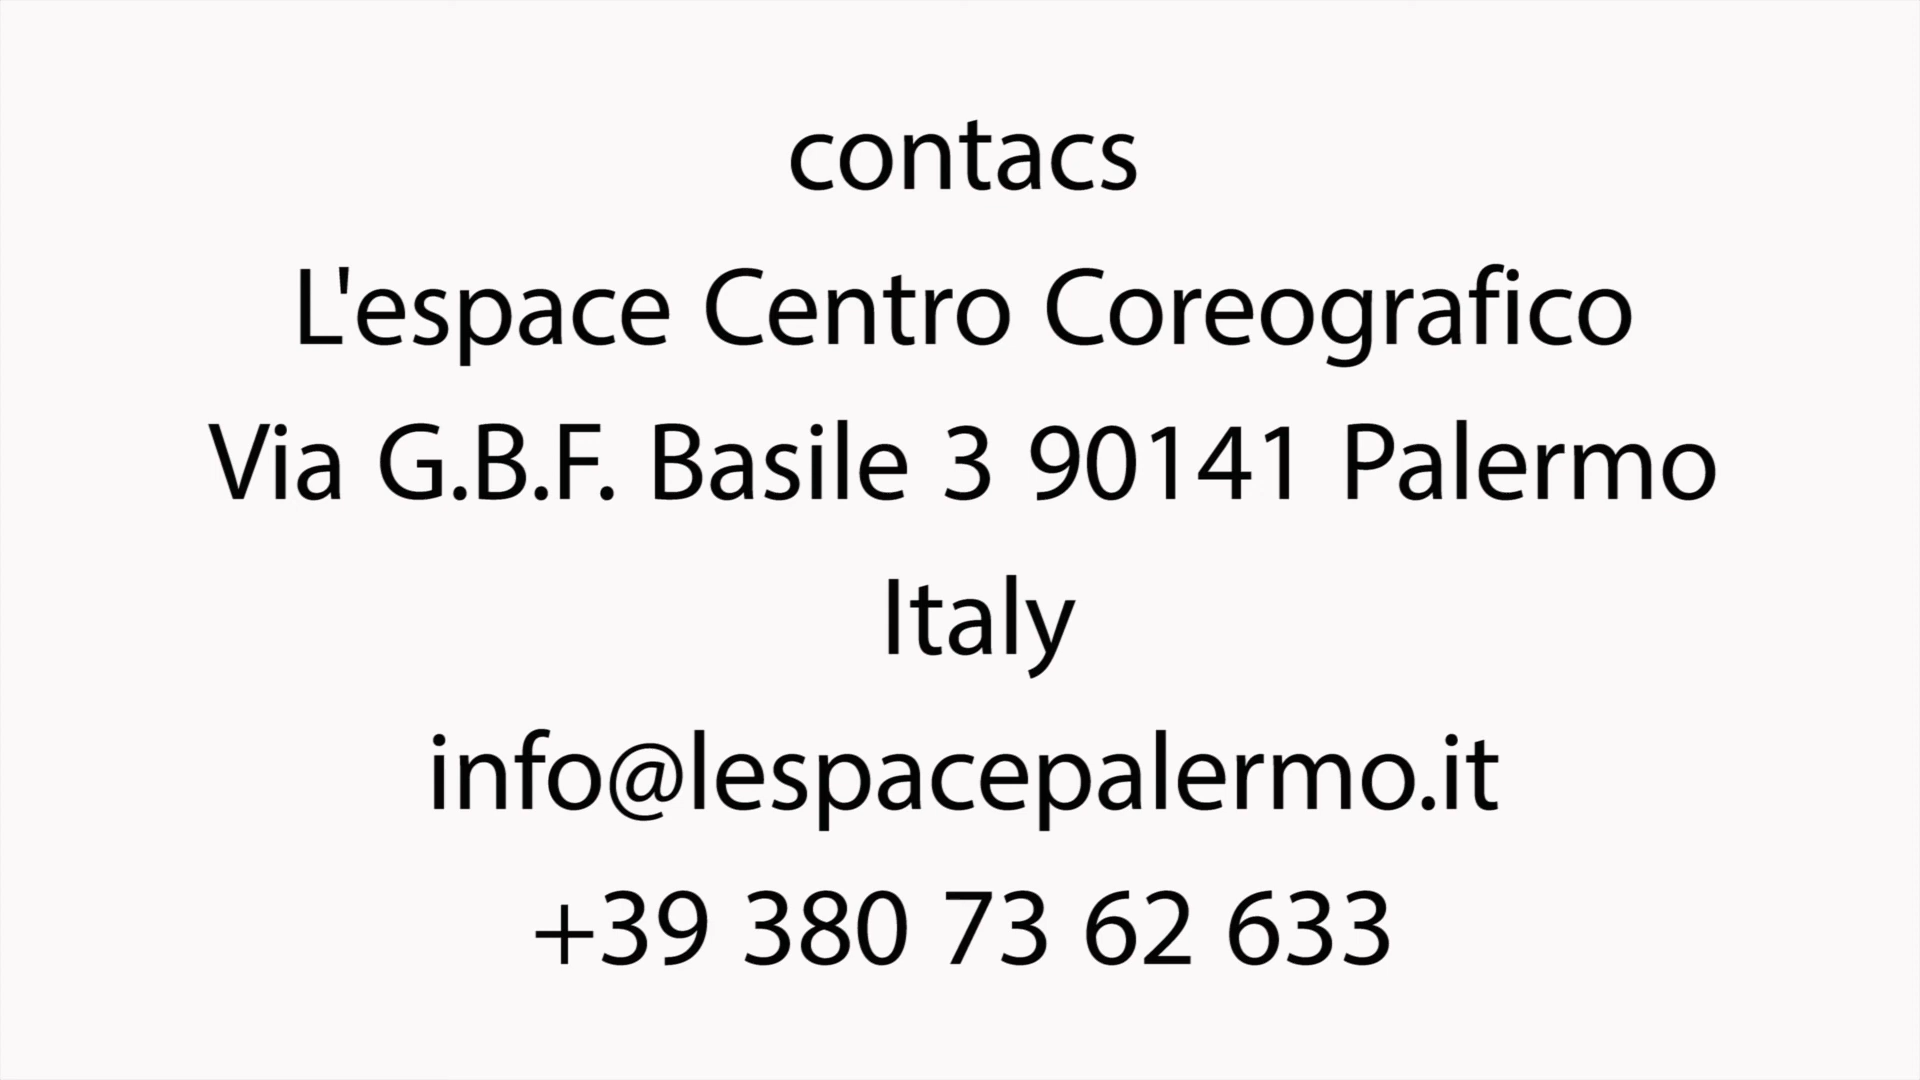 contacs
L'espace Centro Coreografico
Via G.B.F. Basile 3 90141 Palermo
Italy
info@lespacepalermo.it
+39 380 73 62 633